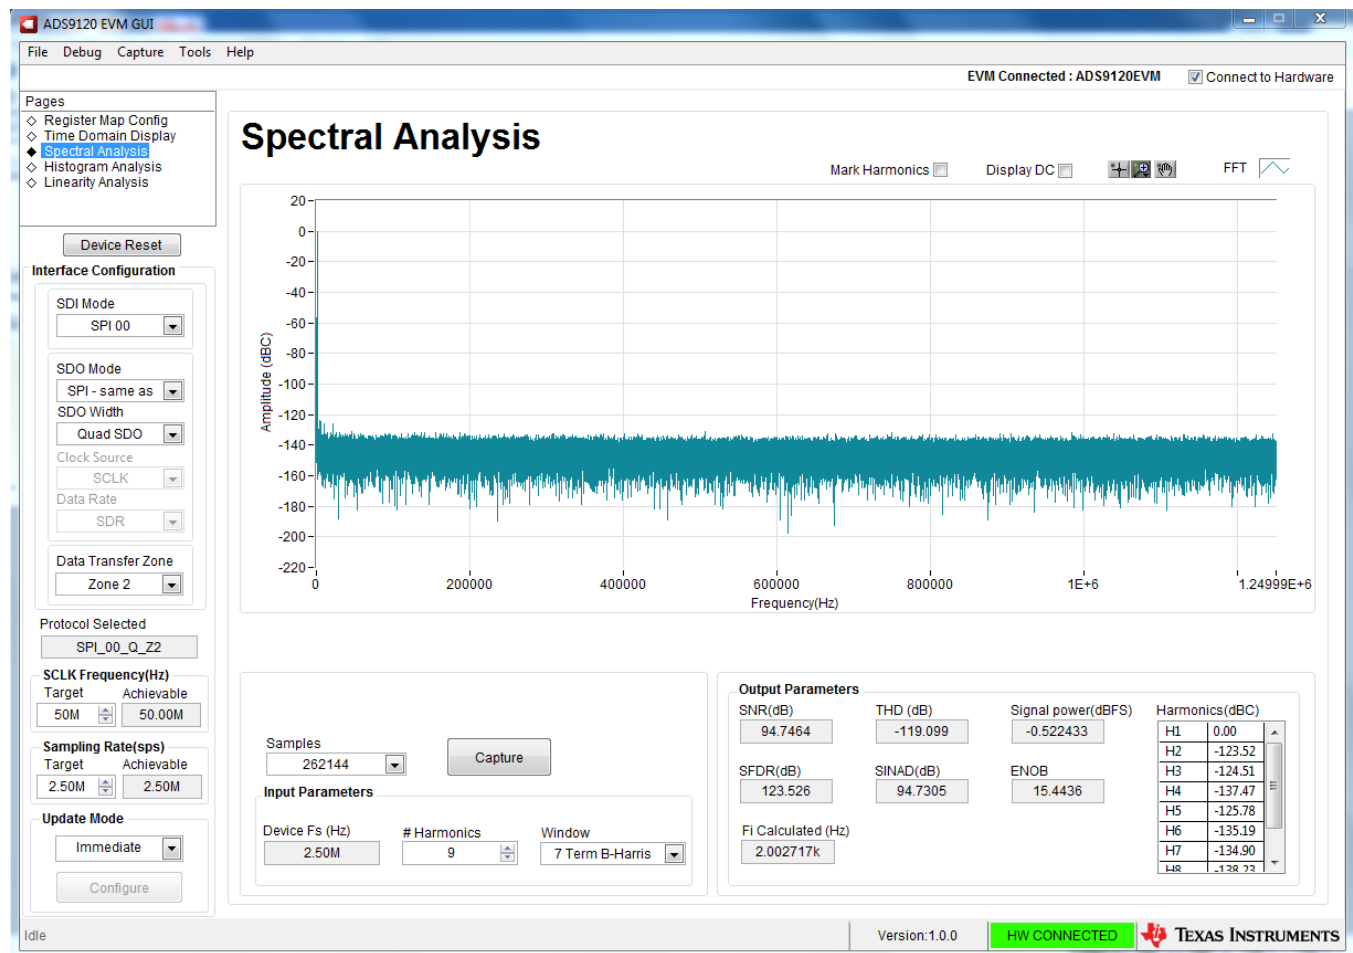 ADS9120 EVM GUI
File Debug Capture Tools Help
EVM Connected : ADS9120EVM Connect to Hardware
Pages
Register Map Config
Time Domain Display
Spectral Analysis
Histogram Analysis
Linearity Analysis
Device Reset
Interface Configuration
SDI Mode
SPI 00
SDO Mode
SPI - same as
SDO Width
Quad SDO
Clock Source
SCLK
Data Rate
SDR
Data Transfer Zone
Zone 2
Protocol Selected
SPI_00_Q_Z2
SCLK Frequency(Hz)
Target Achievable
50M 50.00M
Sampling Rate(sps)
Target Achievable
2.50M 2.50M
Update Mode
Immediate
Configure
Spectral Analysis
Mark Harmonics Display DC FFT
20
0
-20
-40
-60
-80
-100
-120
-140
-160
-180
-200
-220
Amplitude (dBC)
0 200000 400000 600000 800000 1E+6 1.24999E+6
Frequency(Hz)
Samples
262144
Capture
Input Parameters
Device Fs (Hz) # Harmonics Window
2.50M 9 7 Term B-Harris
Output Parameters
SNR(dB) THD (dB) Signal power(dBFS)
94.7464 -119.099 -0.522433
SFDR(dB) SINAD(dB) ENOB
123.526 94.7305 15.4436
Fi Calculated (Hz)
2.002717k
Harmonics(dBC)
H1 0.00
H2 -123.52
H3 -124.51
H4 -137.47
H5 -125.78
H6 -135.19
H7 -134.90
H8 -138.23
Idle Version:1.0.0 HW CONNECTED TEXAS INSTRUMENTS